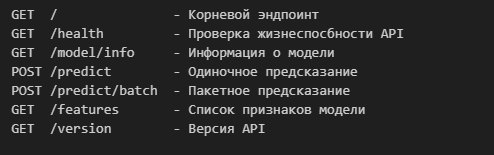 GET  /               - Корневой эндпоинт
GET  /health         - Проверка жизнеспосбности API
GET  /model/info     - Информация о модели
POST /predict        - Одиночное предсказание
POST /predict/batch  - Пакетное предсказание
GET  /features       - Список признаков модели
GET  /version        - Версия API